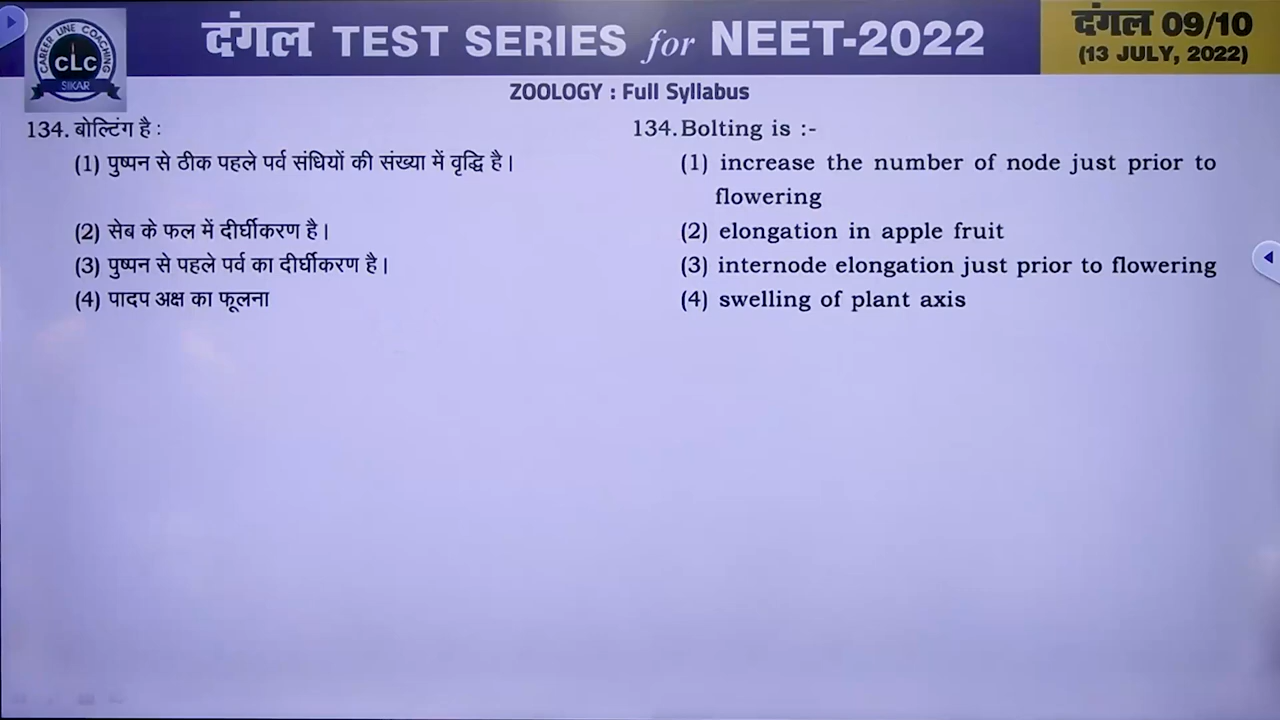 CAREER LINE COACHING
CLC
SIKAR
दंगल TEST SERIES for NEET-2022
दंगल 09/10
(13 JULY, 2022)
ZOOLOGY : Full Syllabus
134. बोल्टिंग है :
(1) पुष्पन से ठीक पहले पर्व संधियों की संख्या में वृद्धि है।
(2) सेब के फल में दीर्घीकरण है।
(3) पुष्पन से पहले पर्व का दीर्घीकरण है।
(4) पादप अक्ष का फूलना
134. Bolting is :-
(1) increase the number of node just prior to
flowering
(2) elongation in apple fruit
(3) internode elongation just prior to flowering
(4) swelling of plant axis